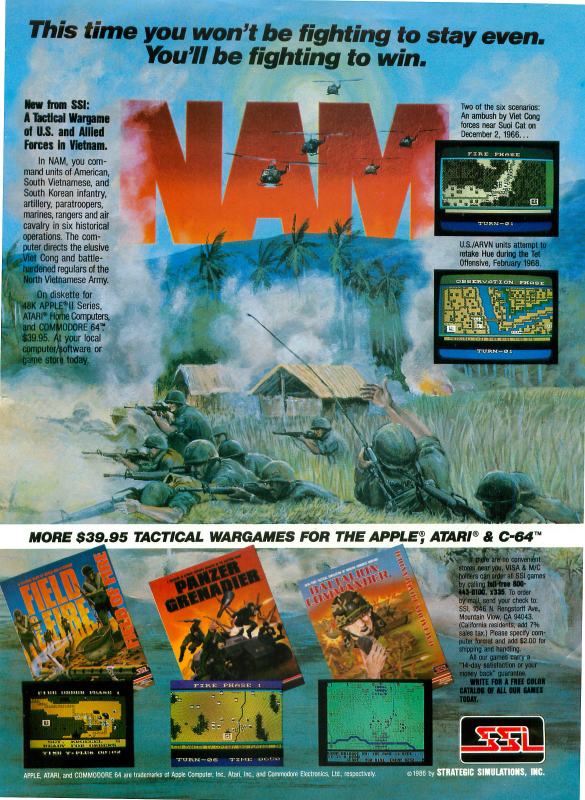 This time you won't be fighting to stay even.
You'll be fighting to win.
New from SSI:
A Tactical Wargame
of U.S. and Allied
Forces in Vietnam.
In NAM, you com-
mand units of American,
South Vietnamese, and
South Korean infantry,
artillery, paratroopers,
marines, rangers and air
cavalry in six historical
operations. The com-
puter directs the elusive
Viet Cong and battle-
hardened regulars of the
North Vietnamese Army.
On diskette for
48K APPLE® II Series,
ATARI® Home Computers,
and COMMODORE 64™
$39.95. At your local
computer/software or
game store today.
NAM
Two of the six scenarios:
An ambush by Viet Cong
forces near Suoi Cat on
December 2, 1966...
FIRE PHASE
TURN-01
U.S./ARVN units attempt to
retake Hue during the Tet
Offensive, February 1968.
OBSERVATION PHASE
TURN-01
MORE $39.95 TACTICAL WARGAMES FOR THE APPLE®, ATARI® & C-64™
FIELD OF FIRE
FIELD OF FIRE
PANZER
GRENADIER
BATTALION
COMMANDER
If there are no convenient
stores near you, VISA & M/C
holders can order all SSI games
by calling toll-free 800-
443-0100, x335. To order
by mail, send your check to:
SSI, 1046 N. Rengstorff Ave.,
Mountain View, CA 94043.
(California residents, add 7%
sales tax.) Please specify com-
puter format and add $2.00 for
shipping and handling.
All our games carry a
"14-day satisfaction or your
money back" guarantee.
WRITE FOR A FREE COLOR
CATALOG OF ALL OUR GAMES
TODAY.
FIRE ORDER PHASE 1
READY FOR ORDERS
FIRE PHASE 1
TURN-06 TIME 0650
SSI
APPLE, ATARI, and COMMODORE 64 are trademarks of Apple Computer, Inc., Atari, Inc., and Commodore Electronics, Ltd., respectively.
©1986 by STRATEGIC SIMULATIONS, INC.